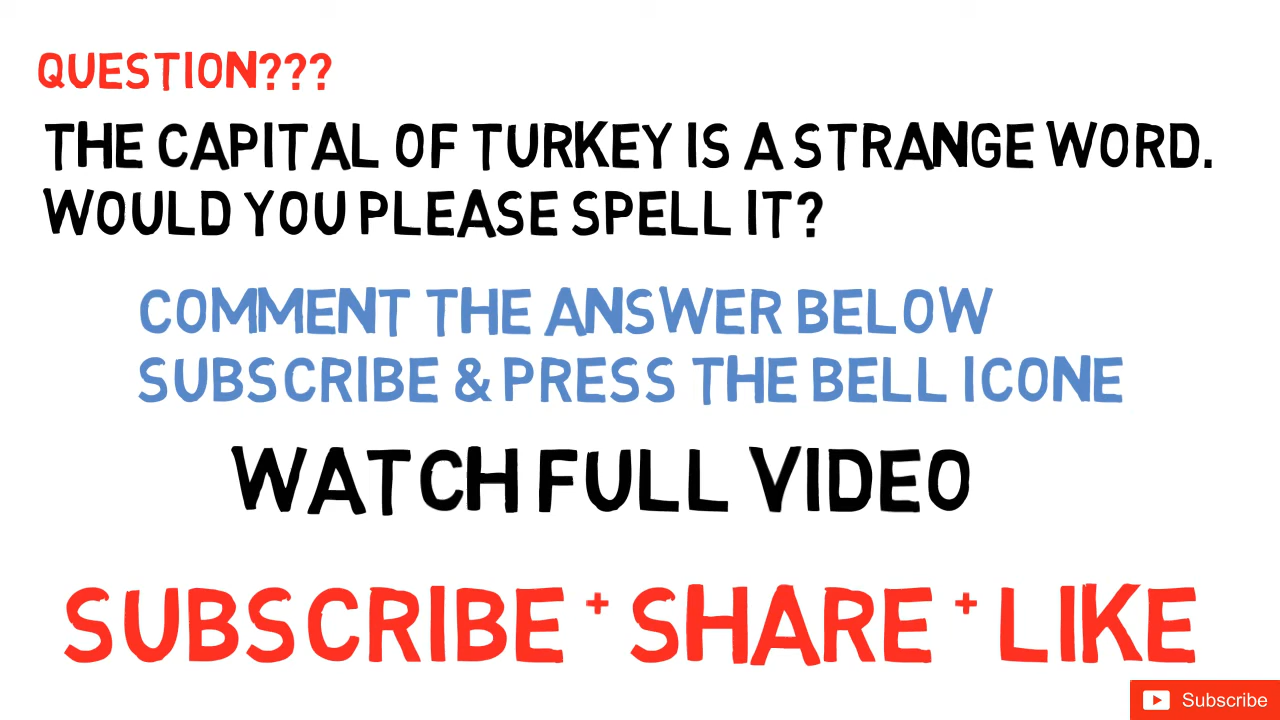 QUESTION???
THE CAPITAL OF TURKEY IS A STRANGE WORD.
WOULD YOU PLEASE SPELL IT?
COMMENT THE ANSWER BELOW
SUBSCRIBE & PRESS THE BELL ICONE
WATCH FULL VIDEO
SUBSCRIBE + SHARE + LIKE
Subscribe